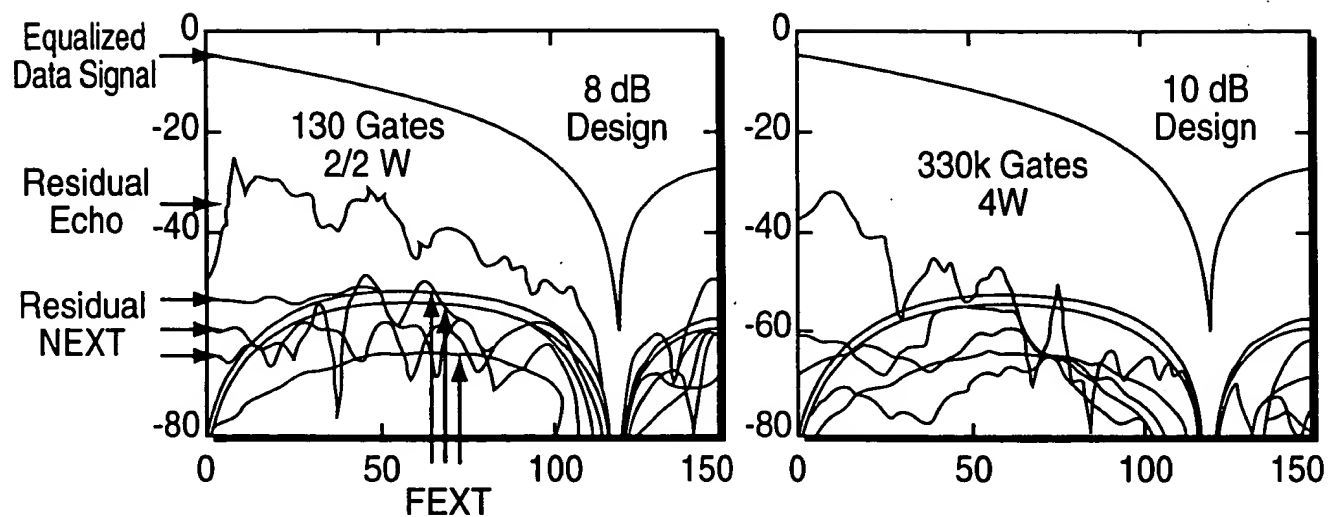 Equalized
Data Signal
Residual
Echo
Residual
NEXT
0
-20
-40
-60
-80
130 Gates
2/2 W
8 dB
Design
0
50
100
150
FEXT
0
-20
-40
-60
-80
330k Gates
4W
10 dB
Design
0
50
100
150